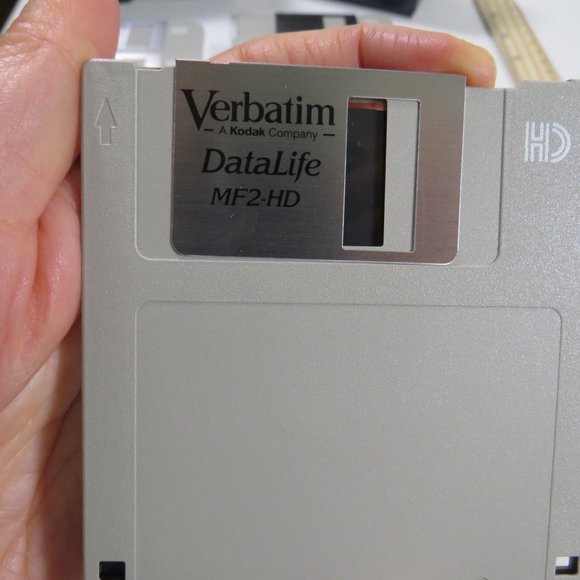 Verbatim
A Kodak Company
DataLife
MF2-HD
HD